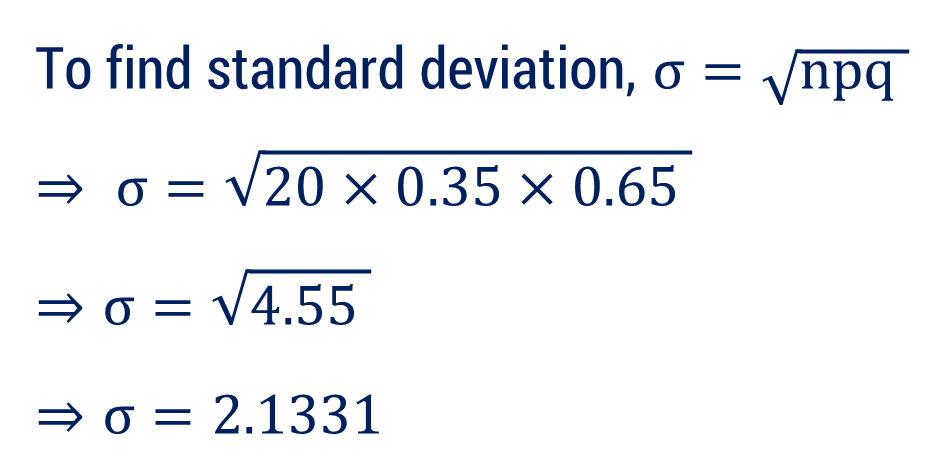 To find standard deviation, σ = √npq
⇒ σ = √20 × 0.35 × 0.65
⇒ σ = √4.55
⇒ σ = 2.1331